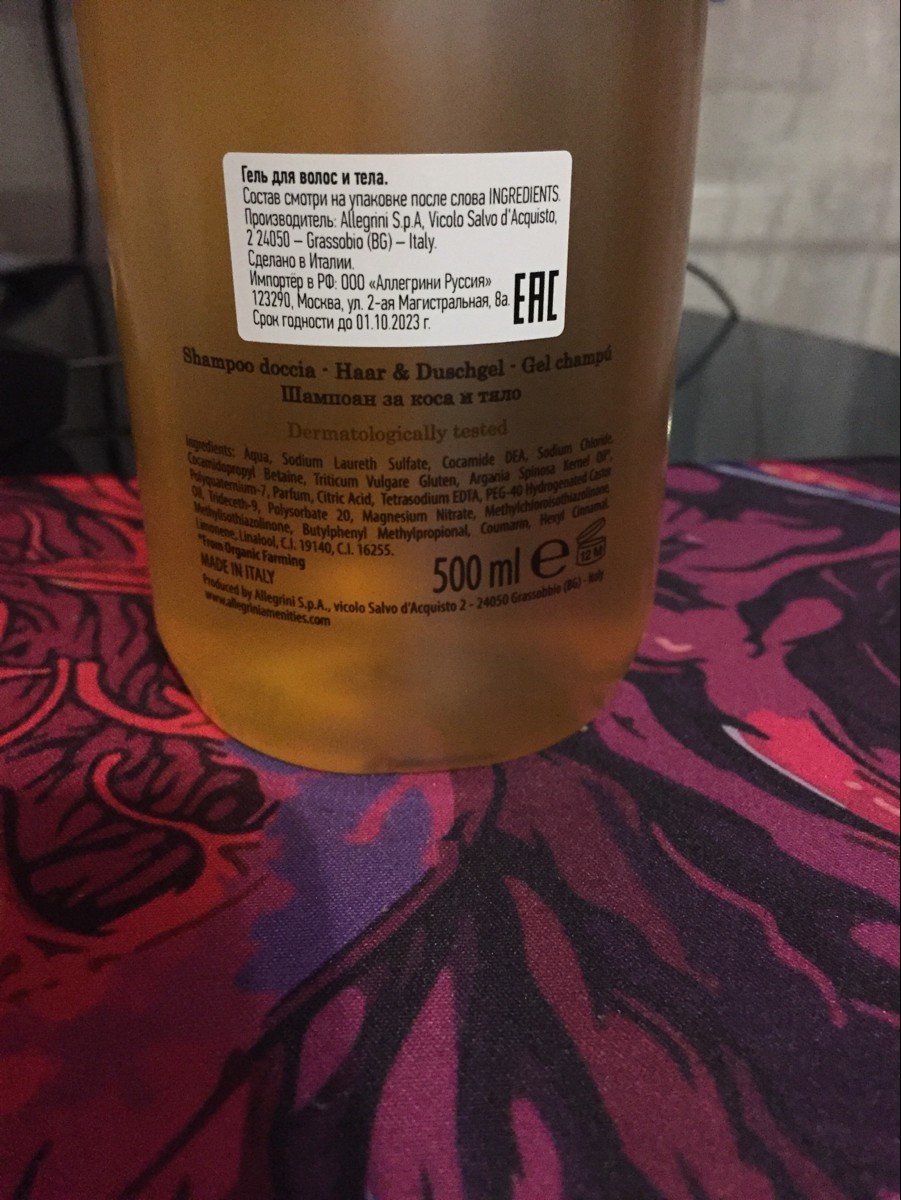 Гель для волос и тела.
Состав смотри на упаковке после слова INGREDIENTS.
Производитель: Allegrini S.p.A, Vicolo Salvo d'Acquisto,
2 24050 – Grassobio (BG) – Italy.
Сделано в Италии.
Импортёр в РФ: ООО «Аллегрини Руссия»
123290, Москва, ул. 2-ая Магистральная, 8а.
Срок годности до 01.10.2023 г.
EAC
Shampoo doccia · Haar & Duschgel · Gel champú
Шампоан за коса и тяло
Dermatologically tested
Ingredients: Aqua, Sodium Laureth Sulfate, Cocamide DEA, Sodium Chloride,
Cocamidopropyl Betaine, Triticum Vulgare Gluten, Argania Spinosa Kernel Oil*,
Polyquaternium-7, Parfum, Citric Acid, Tetrasodium EDTA, PEG-40 Hydrogenated Castor
Oil, Trideceth-9, Polysorbate 20, Magnesium Nitrate, Methylchloroisothiazolinone,
Methylisothiazolinone, Butylphenyl Methylpropional, Coumarin, Hexyl Cinnamal,
Limonene, Linalool, C.I. 19140, C.I. 16255.
*From Organic Farming
MADE IN ITALY
500 ml e 12 M
Produced by Allegrini S.p.A., vicolo Salvo d'Acquisto 2 - 24050 Grassobbio (BG) - Italy
www.allegriniamenities.com